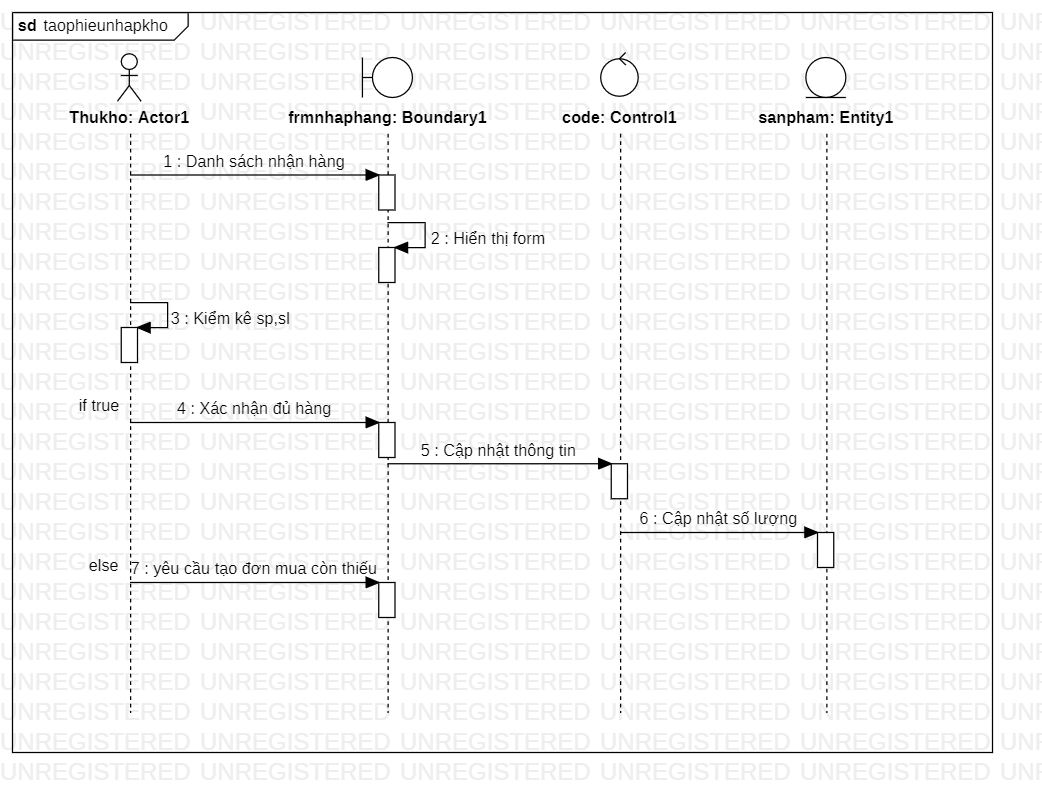 sd taophieunhapkho
Thukho: Actor1
frmnhaphang: Boundary1
code: Control1
sanpham: Entity1
1 : Danh sách nhận hàng
2 : Hiển thị form
3 : Kiểm kê sp,sl
if true
4 : Xác nhận đủ hàng
5 : Cập nhật thông tin
6 : Cập nhật số lượng
else
7 : yêu cầu tạo đơn mua còn thiếu
UNREGISTERED